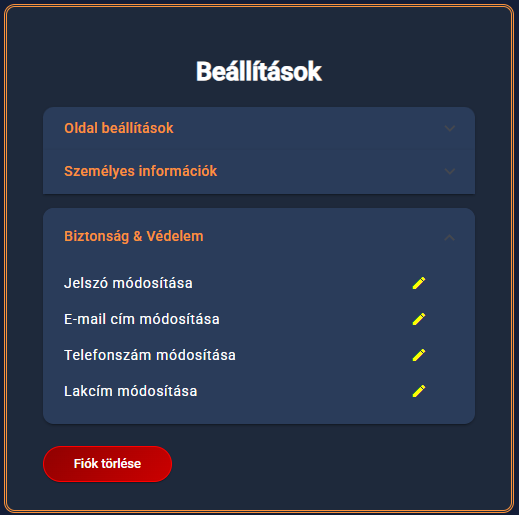 Beállítások
Oldal beállítások
Személyes információk
Biztonság & Védelem
Jelszó módosítása
E-mail cím módosítása
Telefonszám módosítása
Lakcím módosítása
Fiók törlése